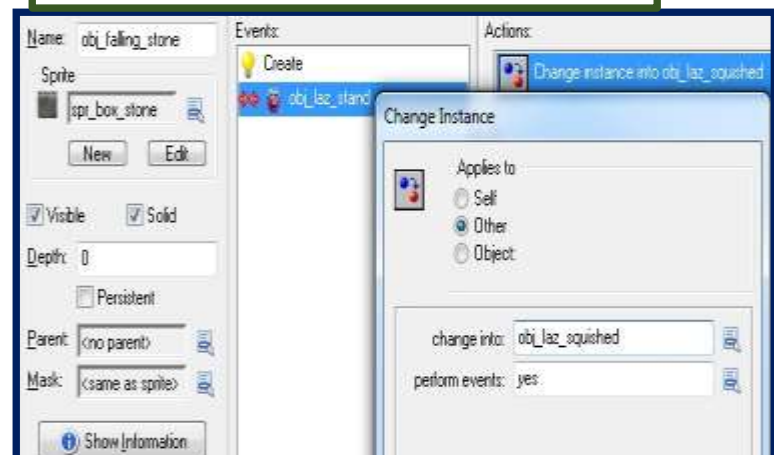 Name: obj_falling_stone
Sprite
spr_box_stone
New Edit
Visible Solid
Depth: 0
Persistent
Parent: <no parent>
Mask: <same as sprite>
Show Information
Events:
Create
obj_laz_stand
Actions:
Change instance into obj_laz_squished
Change Instance
Applies to
Self
Other
Object:
change into: obj_laz_squished
perform events: yes